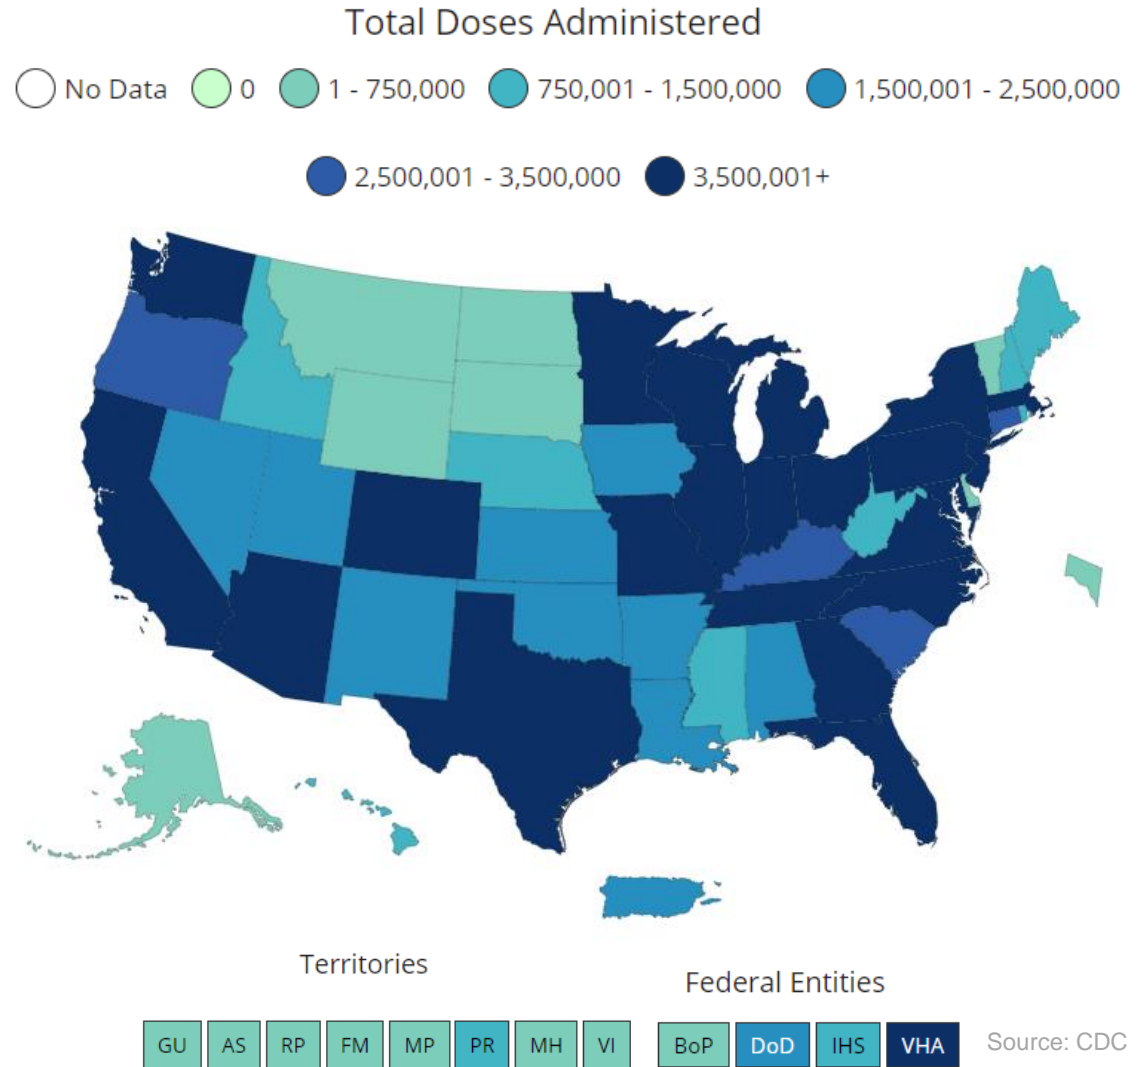 Total Doses Administered
No Data 0 1 - 750,000 750,001 - 1,500,000 1,500,001 - 2,500,000
2,500,001 - 3,500,000 3,500,001+
Territories
Federal Entities
GU AS RP FM MP PR MH VI BoP DoD IHS VHA Source: CDC